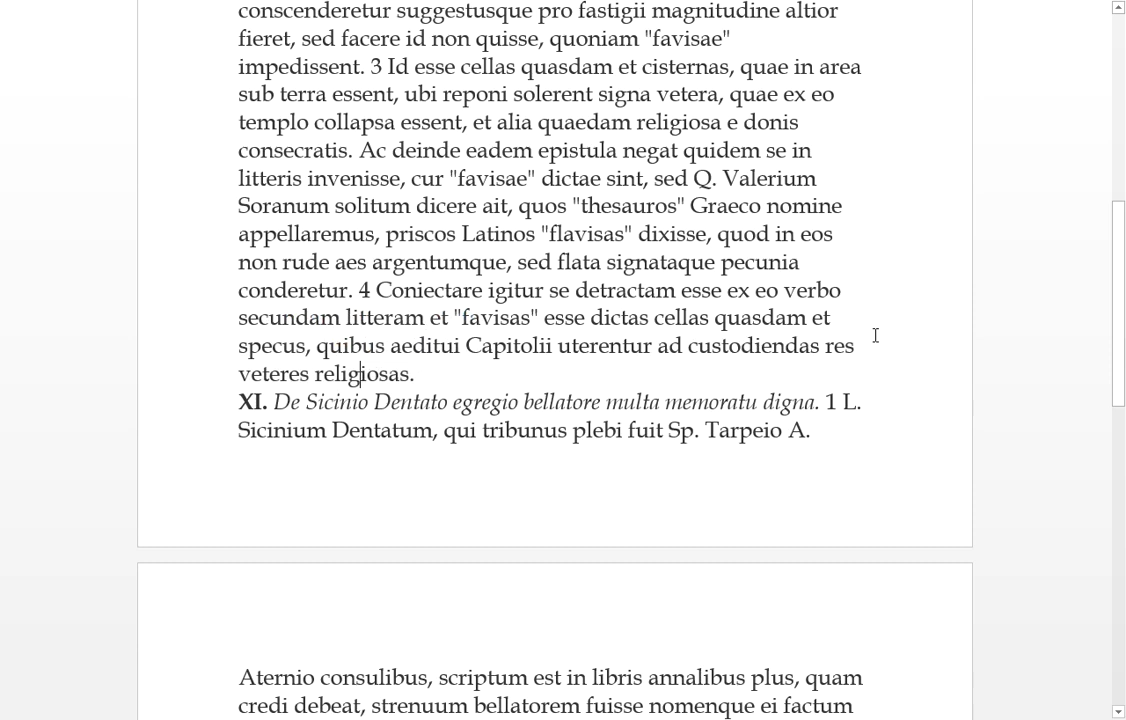 conscenderetur suggestusque pro fastigii magnitudine altior
fieret, sed facere id non quisse, quoniam "favisae"
impedissent. 3 Id esse cellas quasdam et cisternas, quae in area
sub terra essent, ubi reponi solerent signa vetera, quae ex eo
templo collapsa essent, et alia quaedam religiosa e donis
consecratis. Ac deinde eadem epistula negat quidem se in
litteris invenisse, cur "favisae" dictae sint, sed Q. Valerium
Soranum solitum dicere ait, quos "thesauros" Graeco nomine
appellaremus, priscos Latinos "flavisas" dixisse, quod in eos
non rude aes argentumque, sed flata signataque pecunia
conderetur. 4 Coniectare igitur se detractam esse ex eo verbo
secundam litteram et "favisas" esse dictas cellas quasdam et
specus, quibus aeditui Capitolii uterentur ad custodiendas res
veteres religiosas.
XI. De Sicinio Dentato egregio bellatore multa memoratu digna. 1 L.
Sicinium Dentatum, qui tribunus plebi fuit Sp. Tarpeio A.
Aternio consulibus, scriptum est in libris annalibus plus, quam
credi debeat, strenuum bellatorem fuisse nomenque ei factum